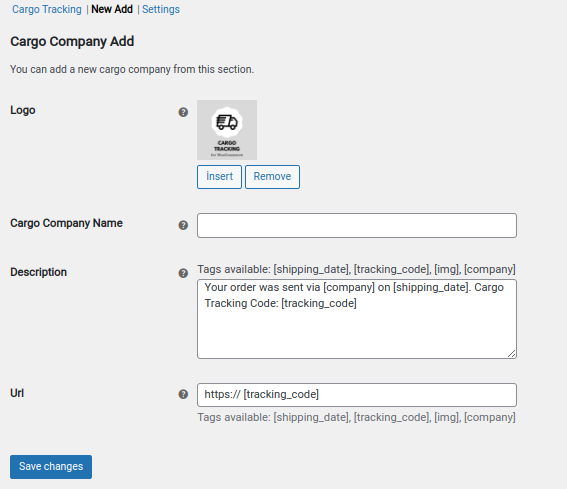 Cargo Tracking | New Add | Settings
Cargo Company Add
You can add a new cargo company from this section.
Logo
?
CARGO
TRACKING
for WooCommerce
Insert
Remove
Cargo Company Name
?
Description
?
Tags available: [shipping_date], [tracking_code], [img], [company]
Your order was sent via [company] on [shipping_date]. Cargo
Tracking Code: [tracking_code]
Url
?
https:// [tracking_code]
Tags available: [shipping_date], [tracking_code], [img], [company]
Save changes